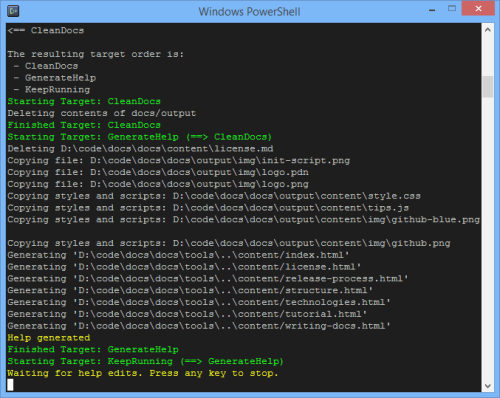 Windows PowerShell
<== CleanDocs
The resulting target order is:
- CleanDocs
- GenerateHelp
- KeepRunning
Starting Target: CleanDocs
Deleting contents of docs/output
Finished Target: CleanDocs
Starting Target: GenerateHelp (==> CleanDocs)
Deleting D:\code\docs\docs\content\license.md
Copying file: D:\code\docs\docs\output\img\init-script.png
Copying file: D:\code\docs\docs\output\img\logo.pdn
Copying file: D:\code\docs\docs\output\img\logo.png
Copying styles and scripts: D:\code\docs\docs\output\content\style.css
Copying styles and scripts: D:\code\docs\docs\output\content\tips.js
Copying styles and scripts: D:\code\docs\docs\output\content\img\github-blue.png
Copying styles and scripts: D:\code\docs\docs\output\content\img\github.png
Generating 'D:\code\docs\docs\tools\..\content/index.html'
Generating 'D:\code\docs\docs\tools\..\content/license.html'
Generating 'D:\code\docs\docs\tools\..\content/release-process.html'
Generating 'D:\code\docs\docs\tools\..\content/structure.html'
Generating 'D:\code\docs\docs\tools\..\content/technologies.html'
Generating 'D:\code\docs\docs\tools\..\content/tutorial.html'
Generating 'D:\code\docs\docs\tools\..\content/writing-docs.html'
Help generated
Finished Target: GenerateHelp
Starting Target: KeepRunning (==> GenerateHelp)
Waiting for help edits. Press any key to stop.